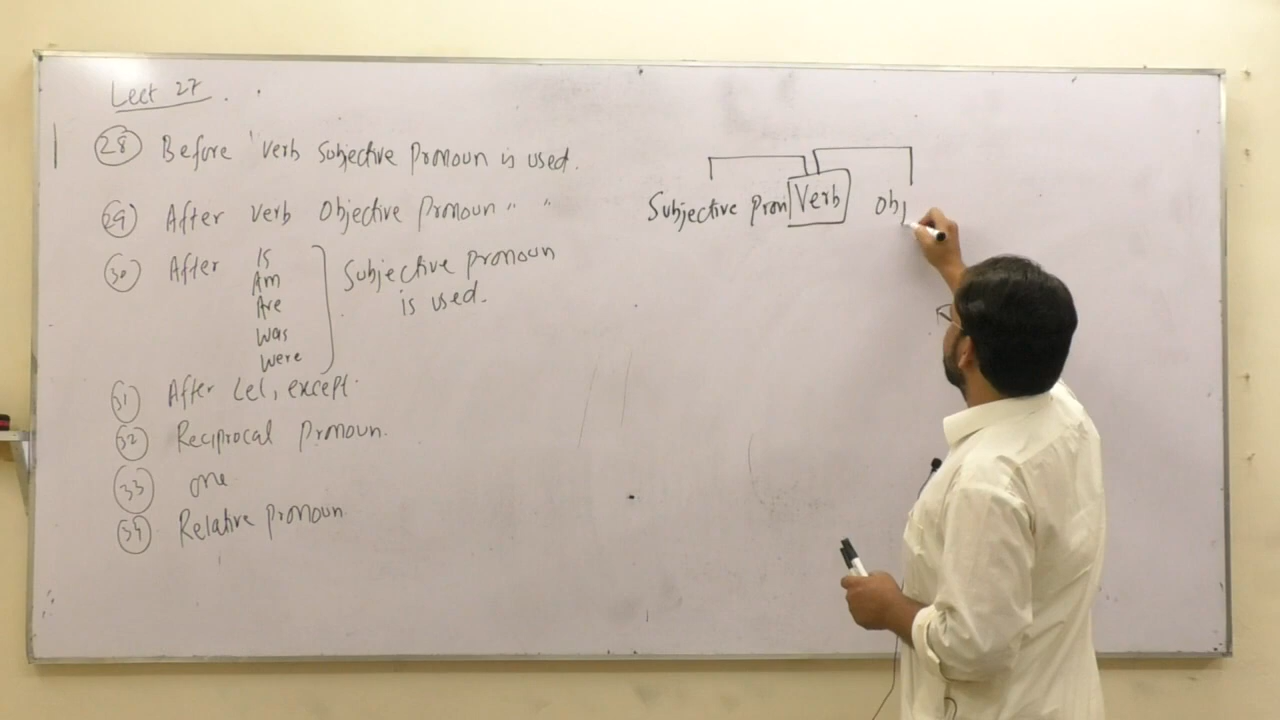 Lect 27
28 Before verb subjective pronoun is used.
29 After verb objective pronoun " "
30 After Is
Am
Are
Was
Were
Subjective pronoun
is used.
31 After Let, except.
32 Reciprocal pronoun.
33 one
34 Relative pronoun.
Subjective pron Verb obj